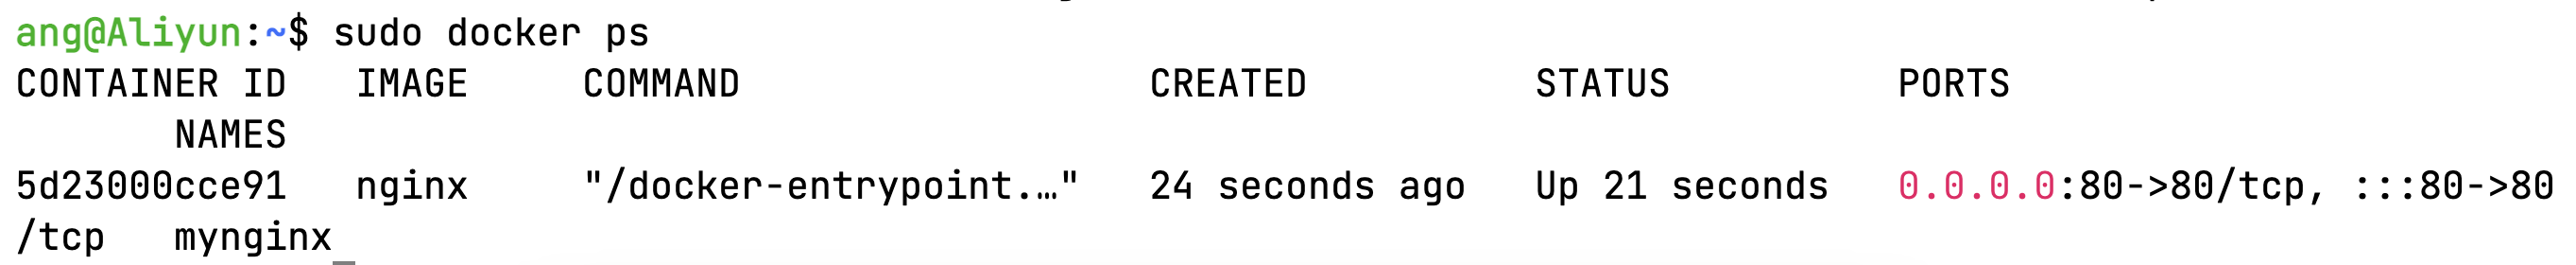 ang@Aliyun:~$ sudo docker ps
CONTAINER ID   IMAGE     COMMAND                  CREATED          STATUS          PORTS
       NAMES
5d23000cce91   nginx     "/docker-entrypoint.…"   24 seconds ago   Up 21 seconds   0.0.0.0:80->80/tcp, :::80->80
/tcp   mynginx